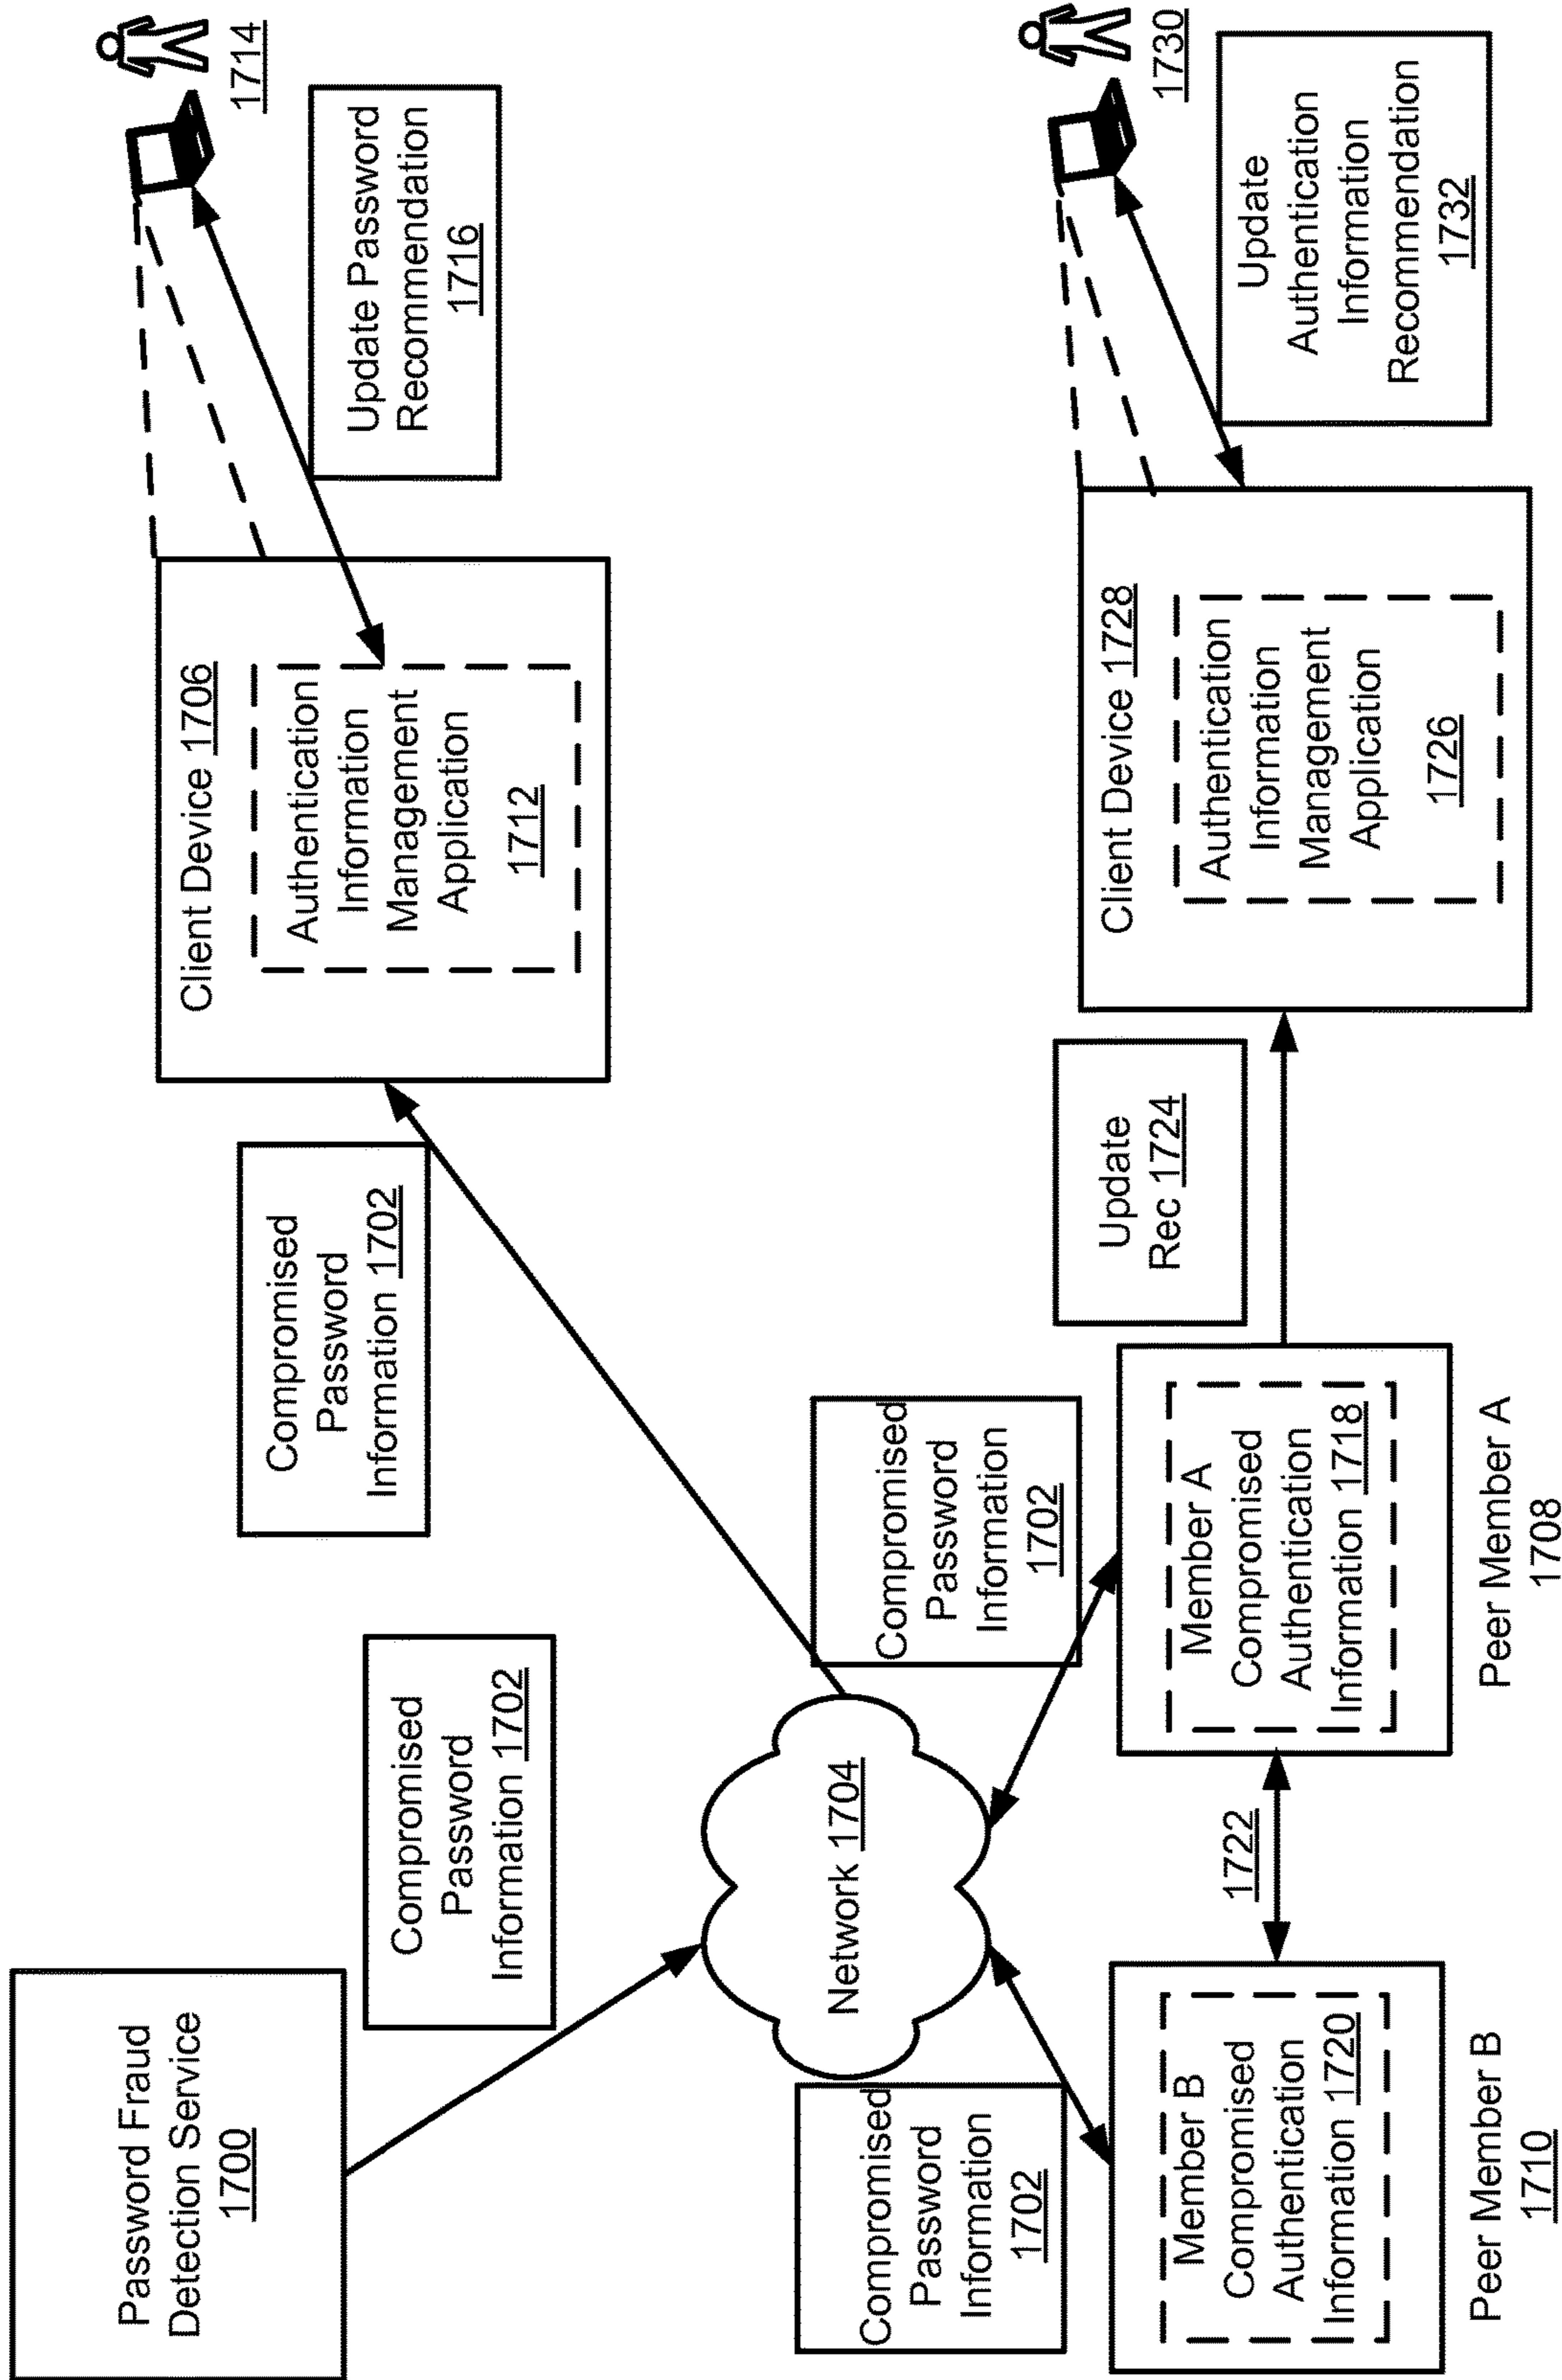 Password Fraud
Detection Service
1700
Compromised
Password
Information 1702
Network 1704
Compromised
Password
Information 1702
Client Device 1706
Authentication
Information
Management
Application
1712
1714
Update Password
Recommendation
1716
Compromised
Password
Information
1702
Compromised
Password
Information
1702
Member B
Compromised
Authentication
Information 1720
Peer Member B
1710
1722
Member A
Compromised
Authentication
Information 1718
Peer Member A
1708
Update
Rec 1724
Client Device 1728
Authentication
Information
Management
Application
1726
1730
Update
Authentication
Information
Recommendation
1732